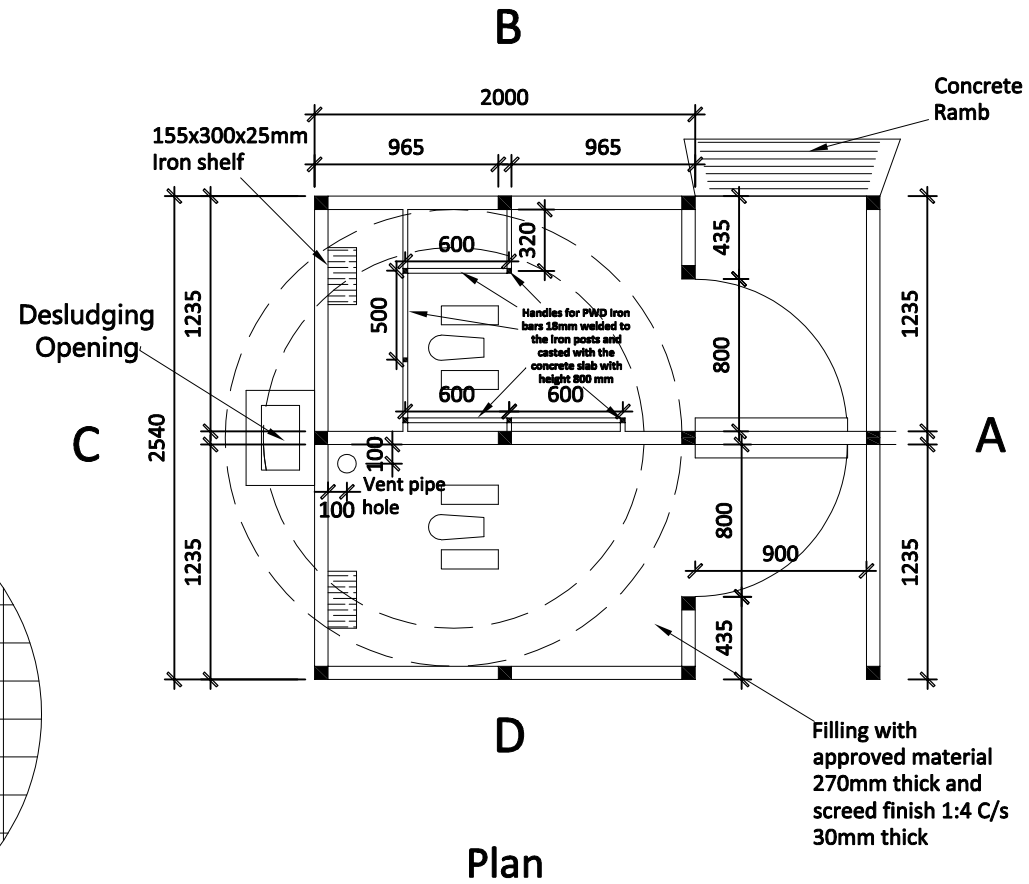 B
2000
Concrete
Ramb
155x300x25mm
Iron shelf
965
965
435
600
320
1235
500
1235
Desludging
Opening
Handles for PWD Iron
bars 18mm welded to
the iron posts and
casted with the
concrete slab with
height 800 mm
800
600
600
C
2540
A
100
Vent pipe
hole
100
800
900
1235
1235
435
D
Filling with
approved material
270mm thick and
screed finish 1:4 C/s
30mm thick
Plan